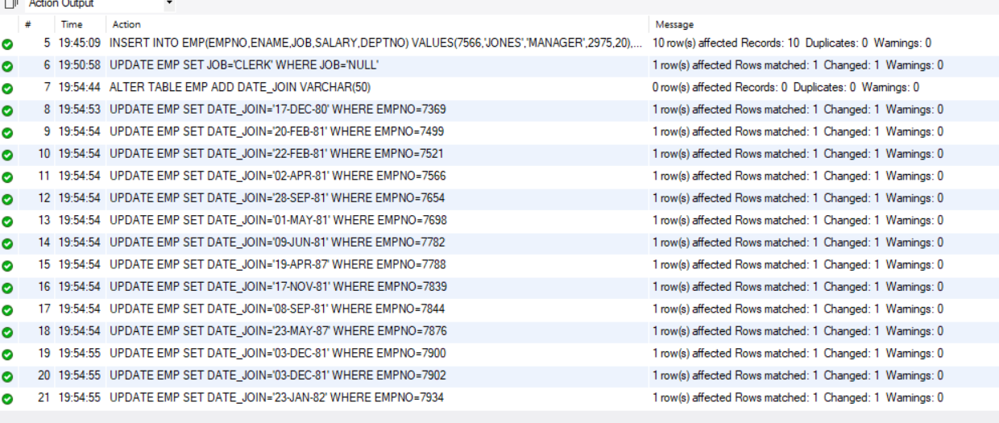 Action Output
# Time Action Message
5 19:45:09 INSERT INTO EMP(EMPNO,ENAME,JOB,SALARY,DEPTNO) VALUES(7566,'JONES','MANAGER',2975,20),... 10 row(s) affected Records: 10 Duplicates: 0 Warnings: 0
6 19:50:58 UPDATE EMP SET JOB='CLERK' WHERE JOB='NULL' 1 row(s) affected Rows matched: 1 Changed: 1 Warnings: 0
7 19:54:44 ALTER TABLE EMP ADD DATE_JOIN VARCHAR(50) 0 row(s) affected Records: 0 Duplicates: 0 Warnings: 0
8 19:54:53 UPDATE EMP SET DATE_JOIN='17-DEC-80' WHERE EMPNO=7369 1 row(s) affected Rows matched: 1 Changed: 1 Warnings: 0
9 19:54:54 UPDATE EMP SET DATE_JOIN='20-FEB-81' WHERE EMPNO=7499 1 row(s) affected Rows matched: 1 Changed: 1 Warnings: 0
10 19:54:54 UPDATE EMP SET DATE_JOIN='22-FEB-81' WHERE EMPNO=7521 1 row(s) affected Rows matched: 1 Changed: 1 Warnings: 0
11 19:54:54 UPDATE EMP SET DATE_JOIN='02-APR-81' WHERE EMPNO=7566 1 row(s) affected Rows matched: 1 Changed: 1 Warnings: 0
12 19:54:54 UPDATE EMP SET DATE_JOIN='28-SEP-81' WHERE EMPNO=7654 1 row(s) affected Rows matched: 1 Changed: 1 Warnings: 0
13 19:54:54 UPDATE EMP SET DATE_JOIN='01-MAY-81' WHERE EMPNO=7698 1 row(s) affected Rows matched: 1 Changed: 1 Warnings: 0
14 19:54:54 UPDATE EMP SET DATE_JOIN='09-JUN-81' WHERE EMPNO=7782 1 row(s) affected Rows matched: 1 Changed: 1 Warnings: 0
15 19:54:54 UPDATE EMP SET DATE_JOIN='19-APR-87' WHERE EMPNO=7788 1 row(s) affected Rows matched: 1 Changed: 1 Warnings: 0
16 19:54:54 UPDATE EMP SET DATE_JOIN='17-NOV-81' WHERE EMPNO=7839 1 row(s) affected Rows matched: 1 Changed: 1 Warnings: 0
17 19:54:54 UPDATE EMP SET DATE_JOIN='08-SEP-81' WHERE EMPNO=7844 1 row(s) affected Rows matched: 1 Changed: 1 Warnings: 0
18 19:54:54 UPDATE EMP SET DATE_JOIN='23-MAY-87' WHERE EMPNO=7876 1 row(s) affected Rows matched: 1 Changed: 1 Warnings: 0
19 19:54:55 UPDATE EMP SET DATE_JOIN='03-DEC-81' WHERE EMPNO=7900 1 row(s) affected Rows matched: 1 Changed: 1 Warnings: 0
20 19:54:55 UPDATE EMP SET DATE_JOIN='03-DEC-81' WHERE EMPNO=7902 1 row(s) affected Rows matched: 1 Changed: 1 Warnings: 0
21 19:54:55 UPDATE EMP SET DATE_JOIN='23-JAN-82' WHERE EMPNO=7934 1 row(s) affected Rows matched: 1 Changed: 1 Warnings: 0